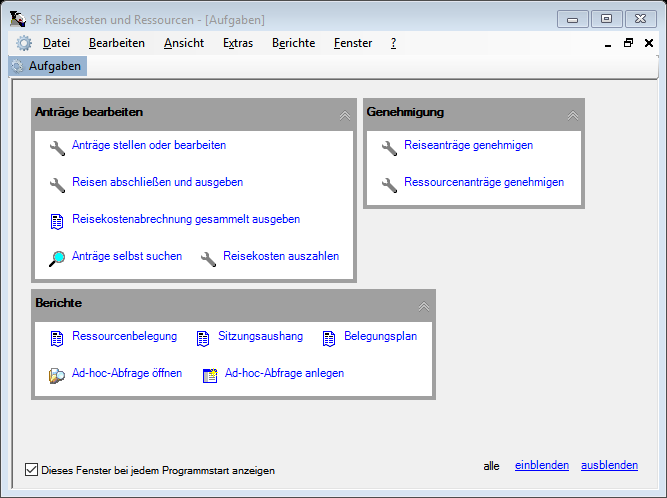 SF Reisekosten und Ressourcen - [Aufgaben]
Datei Bearbeiten Ansicht Extras Berichte Fenster ?
Aufgaben
Anträge bearbeiten
Anträge stellen oder bearbeiten
Reisen abschließen und ausgeben
Reisekostenabrechnung gesammelt ausgeben
Anträge selbst suchen Reisekosten auszahlen
Genehmigung
Reiseanträge genehmigen
Ressourcenanträge genehmigen
Berichte
Ressourcenbelegung Sitzungsaushang Belegungsplan
Ad-hoc-Abfrage öffnen Ad-hoc-Abfrage anlegen
Dieses Fenster bei jedem Programmstart anzeigen
alle einblenden ausblenden